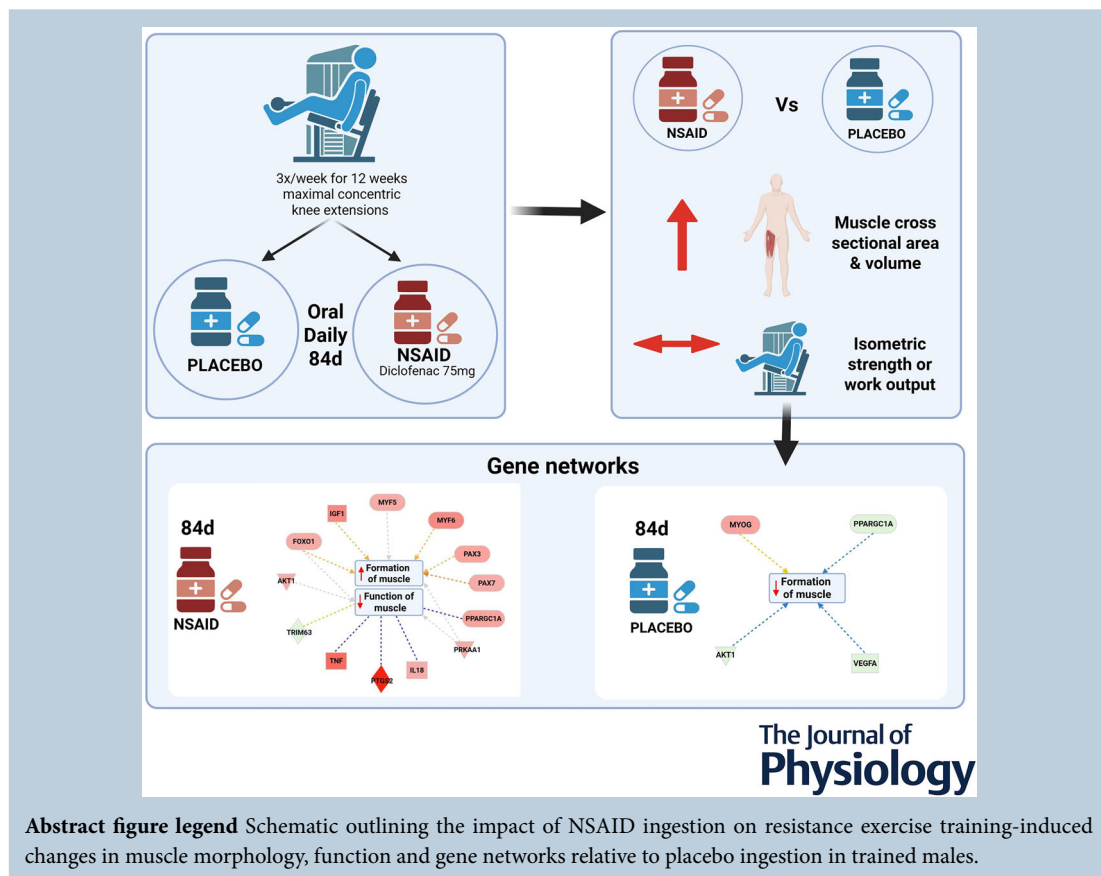 3x/week for 12 weeks
maximal concentric
knee extensions
PLACEBO
Oral
Daily
84d
NSAID
Diclofenac 75mg
NSAID
Vs
PLACEBO
Muscle cross
sectional area
& volume
Isometric
strength or
work output
Gene networks
84d
NSAID
MYF5
IGF1
MYF6
FOXO1
PAX3
Formation
of muscle
AKT1
PAX7
Function of
muscle
PPARGC1A
TRIM63
PRKAA1
TNF
IL18
PTGS2
84d
PLACEBO
MYOG
PPARGC1A
Formation
of muscle
AKT1
VEGFA
The Journal of
Physiology
Abstract figure legend Schematic outlining the impact of NSAID ingestion on resistance exercise training-induced
changes in muscle morphology, function and gene networks relative to placebo ingestion in trained males.